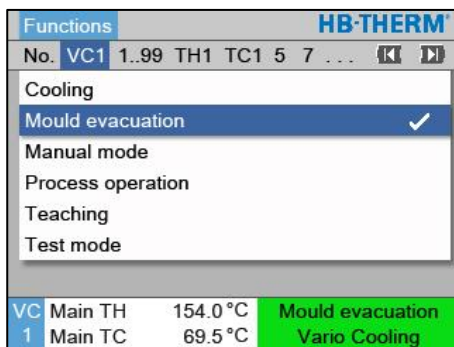 Functions HB-THERM®
No. VC1 1..99 TH1 TC1 5 7 ...
Cooling
Mould evacuation
Manual mode
Process operation
Teaching
Test mode
VC Main TH 154.0 °C Mould evacuation
1 Main TC 69.5 °C Vario Cooling